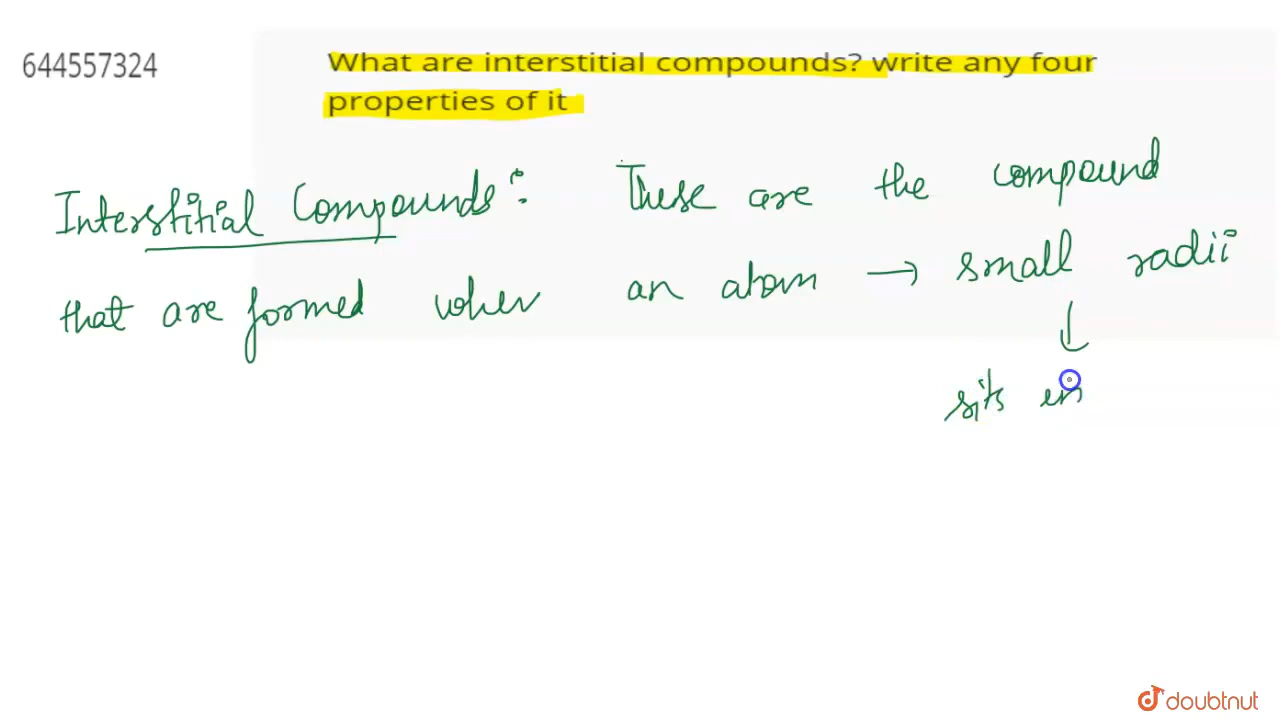 644557324
What are interstitial compounds? write any four
properties of it
Interstitial Compounds: These are the compound
that are formed when an atom → small radii
↓
sits in
doubtnut